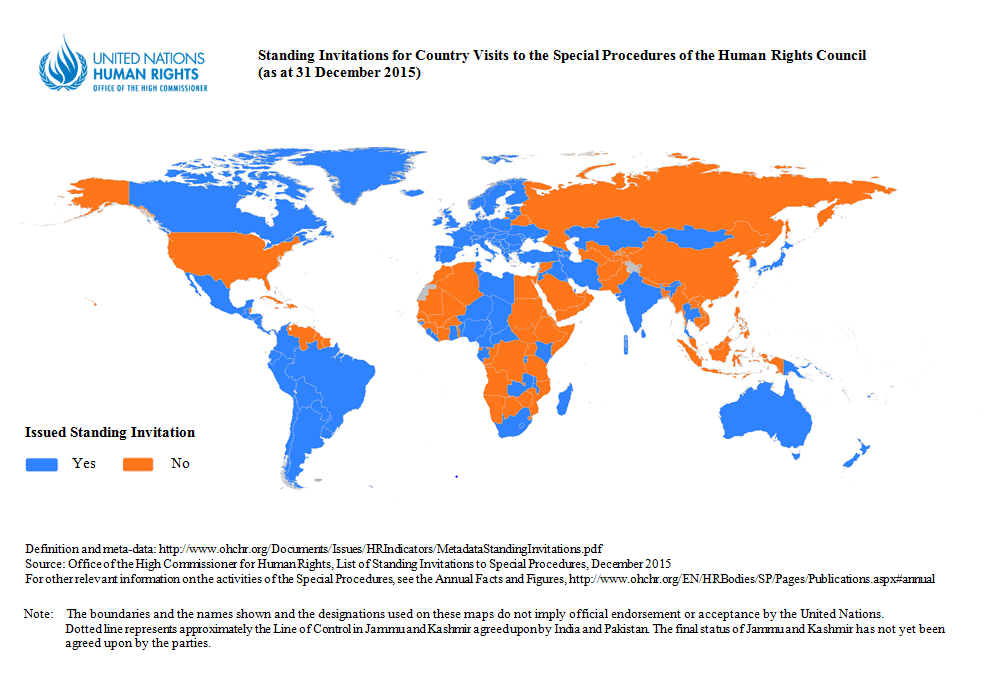 UNITED NATIONS
HUMAN RIGHTS
OFFICE OF THE HIGH COMMISSIONER
Standing Invitations for Country Visits to the Special Procedures of the Human Rights Council
(as at 31 December 2015)
Issued Standing Invitation
Yes
No
Definition and meta-data: http://www.ohchr.org/Documents/Issues/HRIndicators/MetadataStandingInvitations.pdf
Source: Office of the High Commissioner for Human Rights, List of Standing Invitations to Special Procedures, December 2015
For other relevant information on the activities of the Special Procedures, see the Annual Facts and Figures, http://www.ohchr.org/EN/HRBodies/SP/Pages/Publications.aspx#annual
Note: The boundaries and the names shown and the designations used on these maps do not imply official endorsement or acceptance by the United Nations.
Dotted line represents approximately the Line of Control in Jammu and Kashmir agreed upon by India and Pakistan. The final status of Jammu and Kashmir has not yet been
agreed upon by the parties.